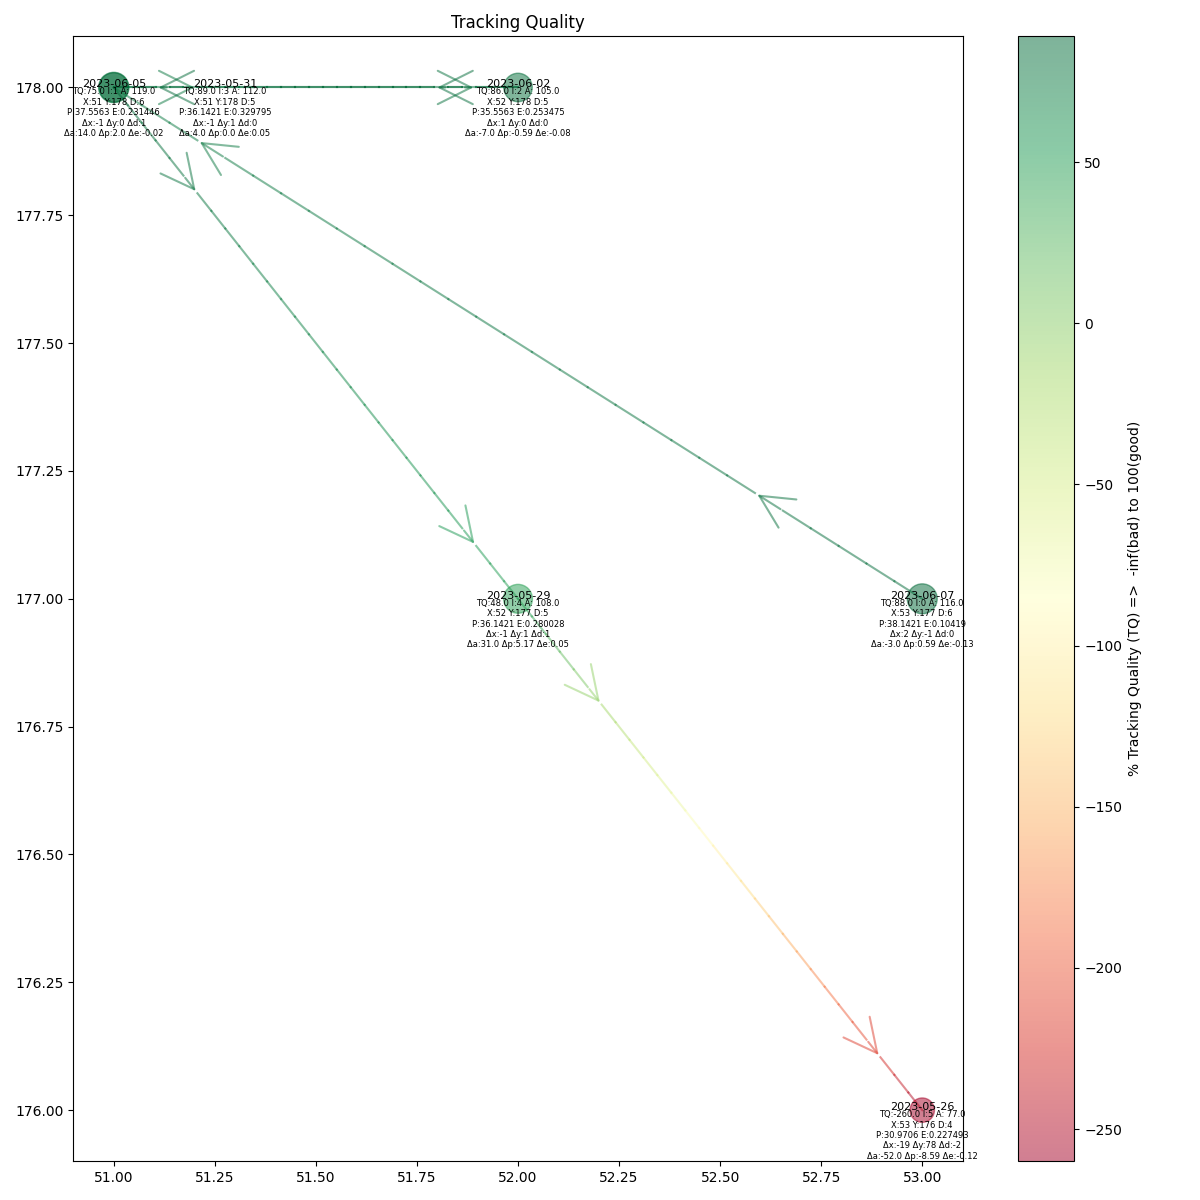 Tracking Quality
178.00
177.75
177.50
177.25
177.00
176.75
176.50
176.25
176.00
2023-06-05
TQ:75.0 I:1 A: 119.0
X:51 Y:178 D:6
P:37.5563 E:0.231446
Δx:-1 Δy:0 Δd:1
Δa:14.0 Δp:2.0 Δe:-0.02
2023-05-31
TQ:89.0 I:3 A: 112.0
X:51 Y:178 D:5
P:36.1421 E:0.329795
Δx:-1 Δy:1 Δd:0
Δa:4.0 Δp:0.0 Δe:0.05
2023-06-02
TQ:86.0 I:2 A: 105.0
X:52 Y:178 D:5
P:35.5563 E:0.253475
Δx:1 Δy:0 Δd:0
Δa:-7.0 Δp:-0.59 Δe:-0.08
2023-05-29
TQ:48.0 I:4 A: 108.0
X:52 Y:177 D:5
P:36.1421 E:0.280028
Δx:-1 Δy:1 Δd:1
Δa:31.0 Δp:5.17 Δe:0.05
2023-06-07
TQ:88.0 I:0 A: 116.0
X:53 Y:177 D:6
P:38.1421 E:0.10419
Δx:2 Δy:-1 Δd:0
Δa:-3.0 Δp:0.59 Δe:-0.13
2023-05-26
TQ:-260.0 I:5 A: 77.0
X:53 Y:176 D:4
P:30.9706 E:0.227493
Δx:-19 Δy:78 Δd:-2
Δa:-52.0 Δp:-8.59 Δe:-0.12
51.00
51.25
51.50
51.75
52.00
52.25
52.50
52.75
53.00
50
0
−50
−100
−150
−200
−250
% Tracking Quality (TQ) =>  -inf(bad) to 100(good)